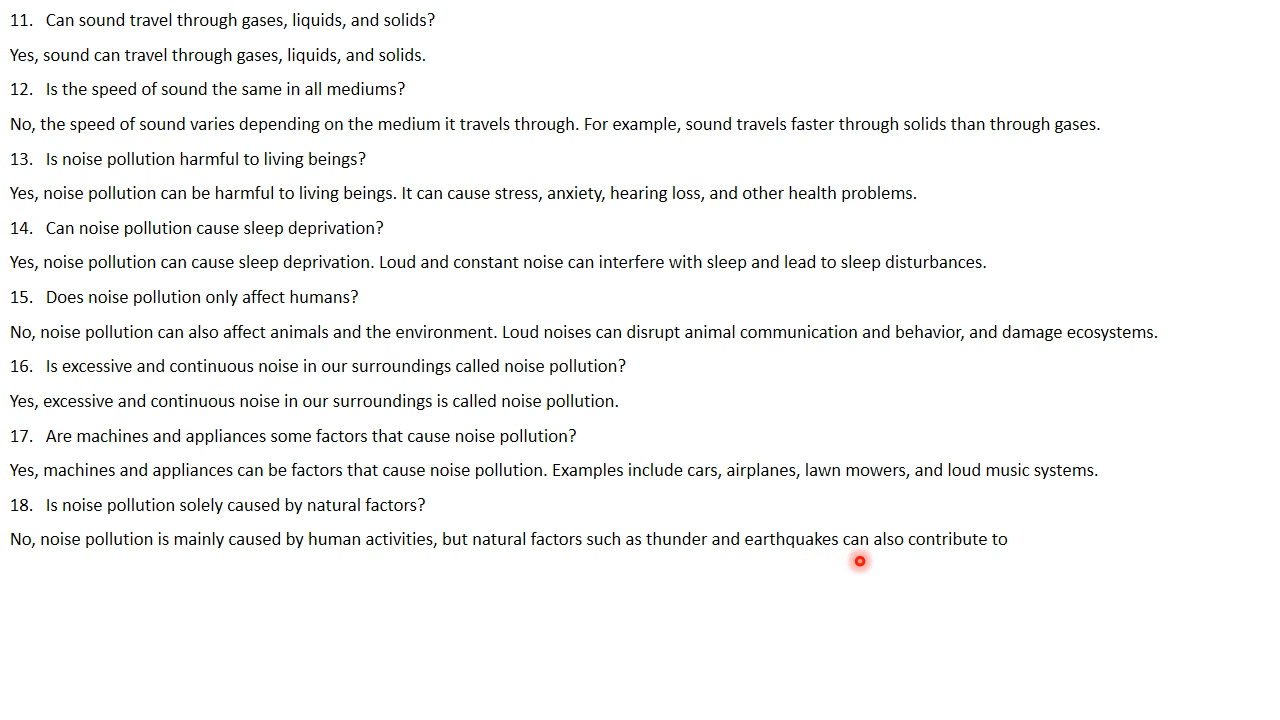 11. Can sound travel through gases, liquids, and solids?
Yes, sound can travel through gases, liquids, and solids.
12. Is the speed of sound the same in all mediums?
No, the speed of sound varies depending on the medium it travels through. For example, sound travels faster through solids than through gases.
13. Is noise pollution harmful to living beings?
Yes, noise pollution can be harmful to living beings. It can cause stress, anxiety, hearing loss, and other health problems.
14. Can noise pollution cause sleep deprivation?
Yes, noise pollution can cause sleep deprivation. Loud and constant noise can interfere with sleep and lead to sleep disturbances.
15. Does noise pollution only affect humans?
No, noise pollution can also affect animals and the environment. Loud noises can disrupt animal communication and behavior, and damage ecosystems.
16. Is excessive and continuous noise in our surroundings called noise pollution?
Yes, excessive and continuous noise in our surroundings is called noise pollution.
17. Are machines and appliances some factors that cause noise pollution?
Yes, machines and appliances can be factors that cause noise pollution. Examples include cars, airplanes, lawn mowers, and loud music systems.
18. Is noise pollution solely caused by natural factors?
No, noise pollution is mainly caused by human activities, but natural factors such as thunder and earthquakes can also contribute to